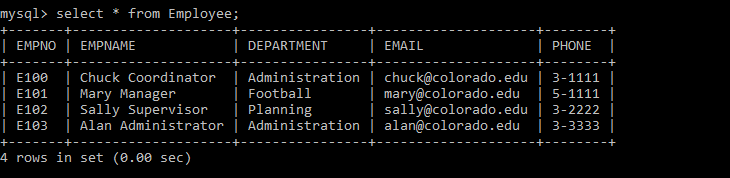 mysql> select * from Employee;
+-------+--------------------+----------------+--------------------+--------+
| EMPNO | EMPNAME            | DEPARTMENT     | EMAIL              | PHONE  |
+-------+--------------------+----------------+--------------------+--------+
| E100  | Chuck Coordinator  | Administration | chuck@colorado.edu | 3-1111 |
| E101  | Mary Manager       | Football       | mary@colorado.edu  | 5-1111 |
| E102  | Sally Supervisor   | Planning       | sally@colorado.edu | 3-2222 |
| E103  | Alan Administrator | Administration | alan@colorado.edu  | 3-3333 |
+-------+--------------------+----------------+--------------------+--------+
4 rows in set (0.00 sec)